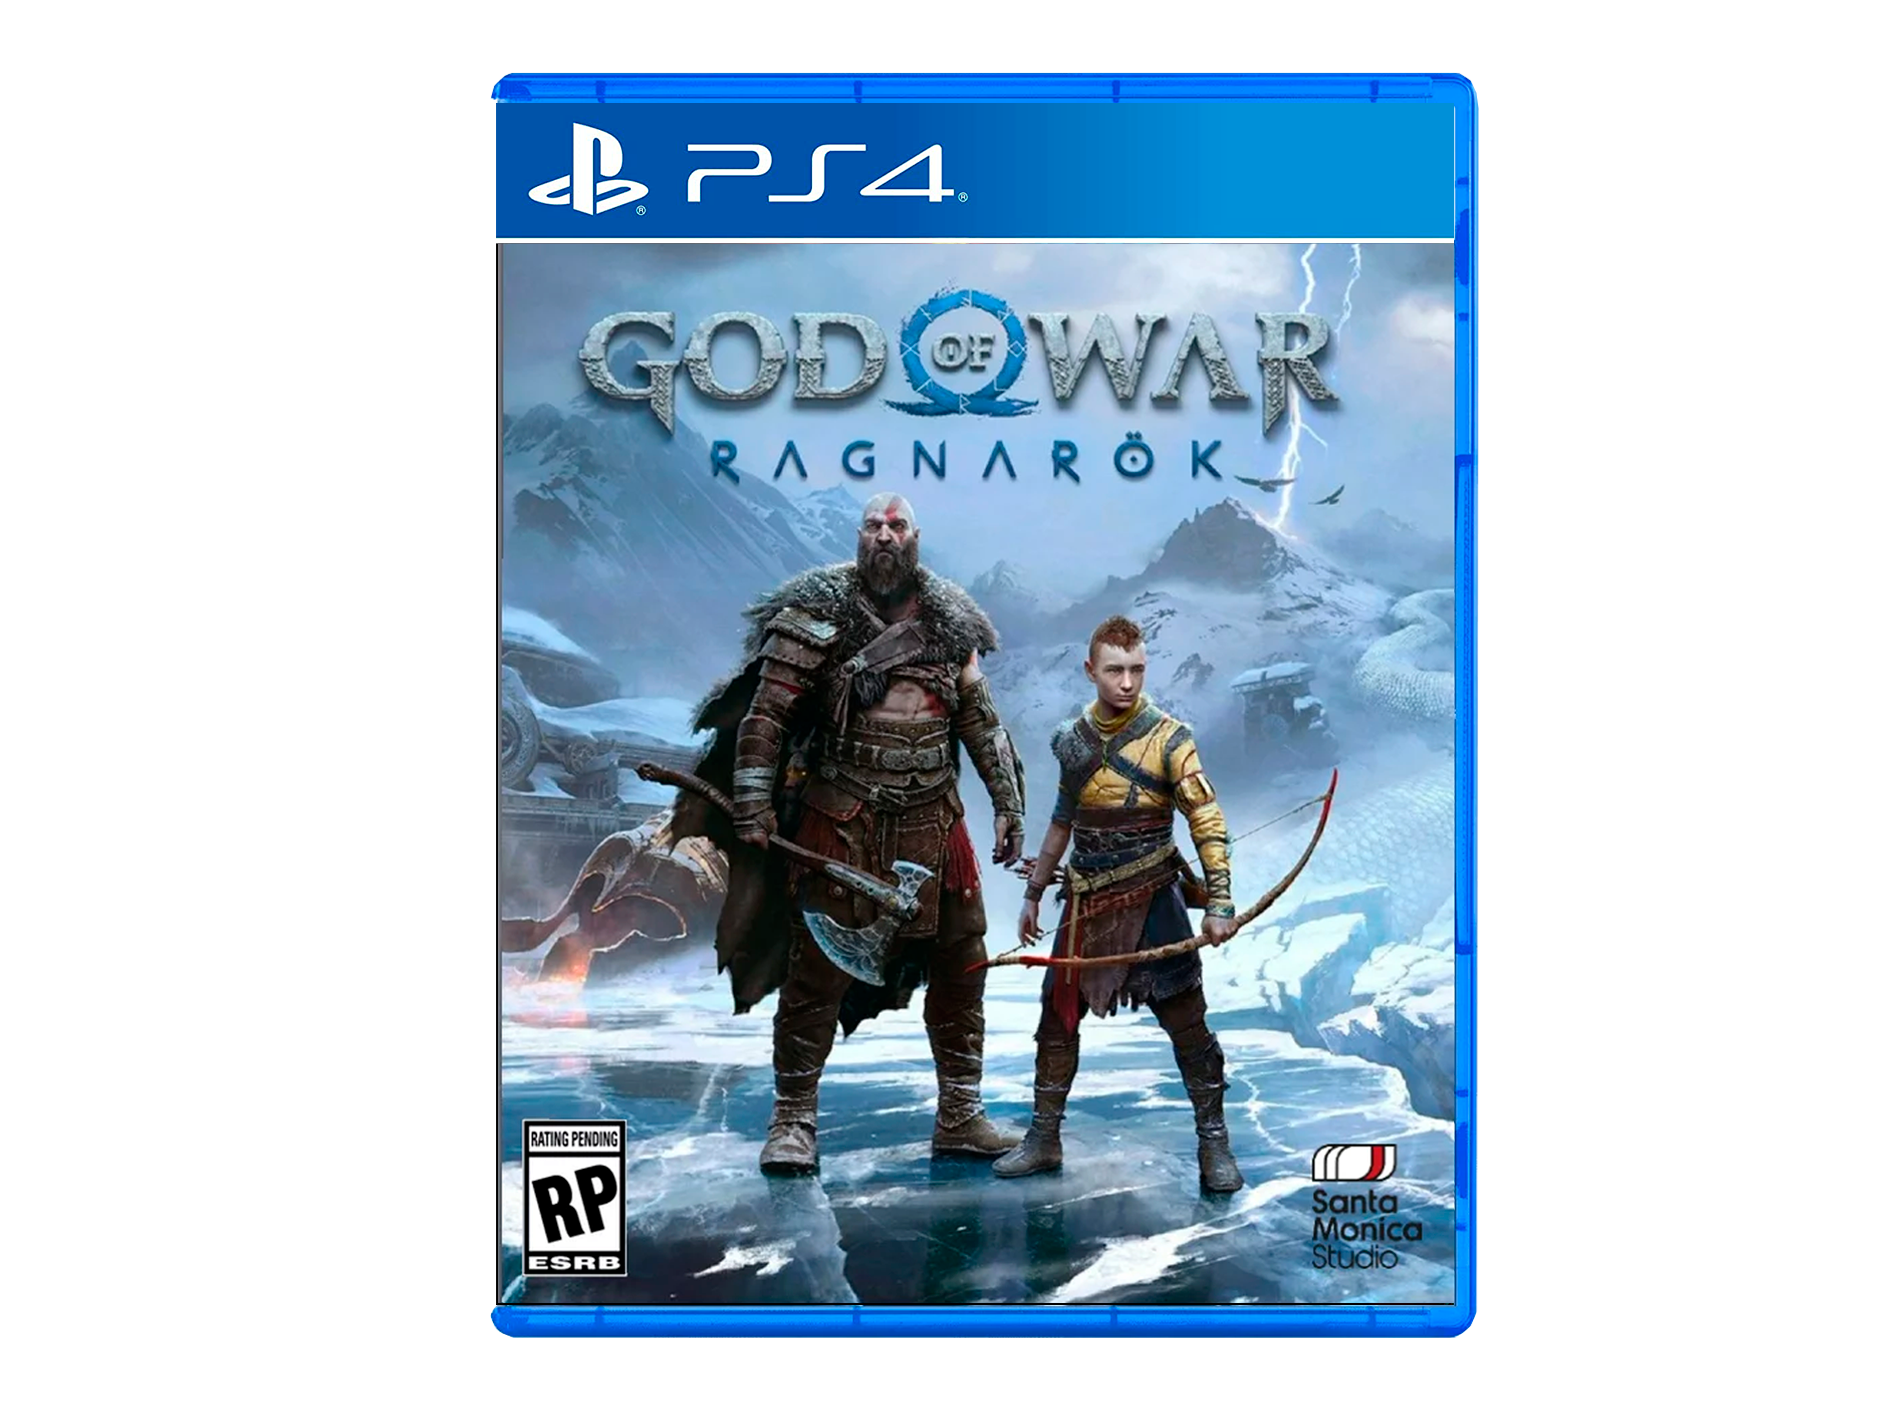 PS4
GOD OF WAR
RAGNARÖK
RATING PENDING
RP
ESRB
Santa
Monica
Studio